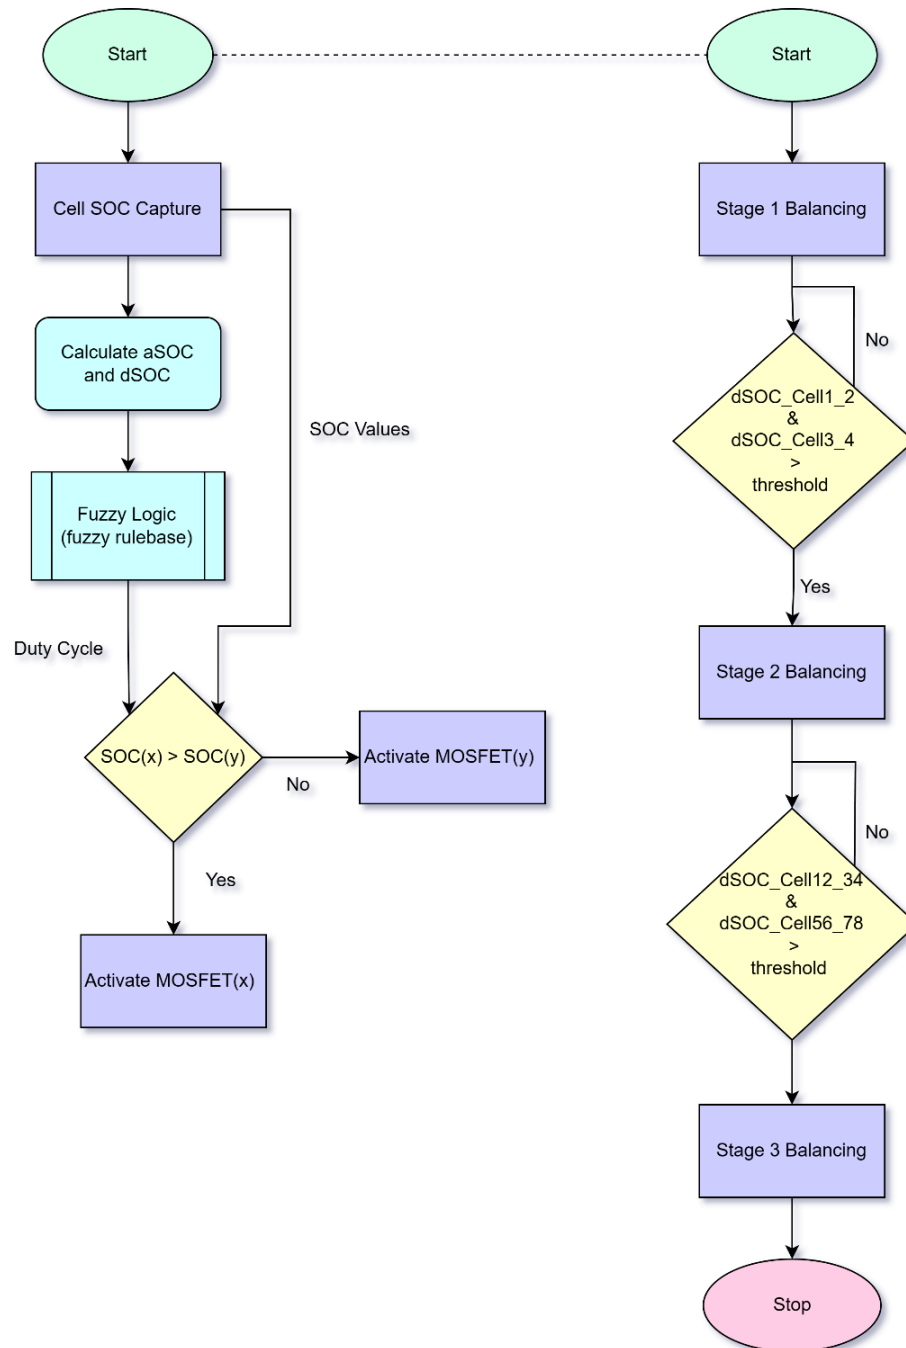 Start
Cell SOC Capture
Calculate aSOC
and dSOC
SOC Values
Fuzzy Logic
(fuzzy rulebase)
Duty Cycle
SOC(x) > SOC(y)
No
Activate MOSFET(y)
Yes
Activate MOSFET(x)
Start
Stage 1 Balancing
No
dSOC_Cell1_2
&
dSOC_Cell3_4
>
threshold
Yes
Stage 2 Balancing
No
dSOC_Cell12_34
&
dSOC_Cell56_78
>
threshold
Stage 3 Balancing
Stop